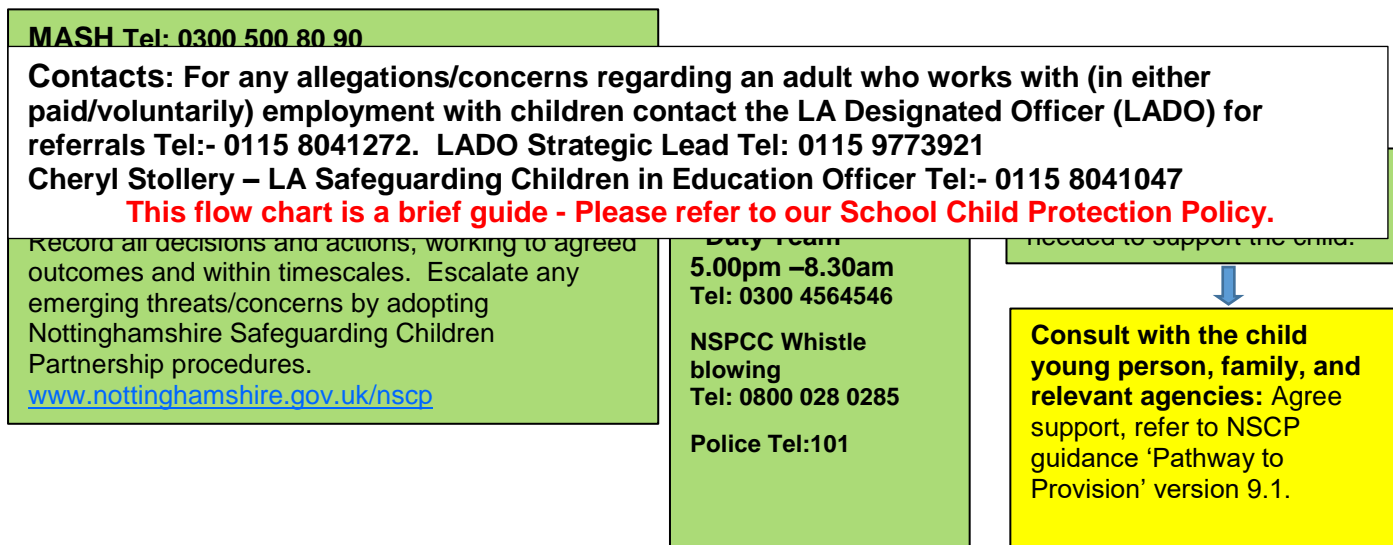 MASH Tel: 0300 500 80 90
Contacts: For any allegations/concerns regarding an adult who works with (in either
paid/voluntarily) employment with children contact the LA Designated Officer (LADO) for
referrals Tel:- 0115 8041272. LADO Strategic Lead Tel: 0115 9773921
Cheryl Stollery – LA Safeguarding Children in Education Officer Tel:- 0115 8041047
This flow chart is a brief guide - Please refer to our School Child Protection Policy.
Record all decisions and actions, working to agreed
outcomes and within timescales. Escalate any
emerging threats/concerns by adopting
Nottinghamshire Safeguarding Children
Partnership procedures.
www.nottinghamshire.gov.uk/nscp
Duty Team
5.00pm –8.30am
Tel: 0300 4564546
NSPCC Whistle
blowing
Tel: 0800 028 0285
Police Tel:101
needed to support the child.
Consult with the child
young person, family, and
relevant agencies: Agree
support, refer to NSCP
guidance ‘Pathway to
Provision’ version 9.1.